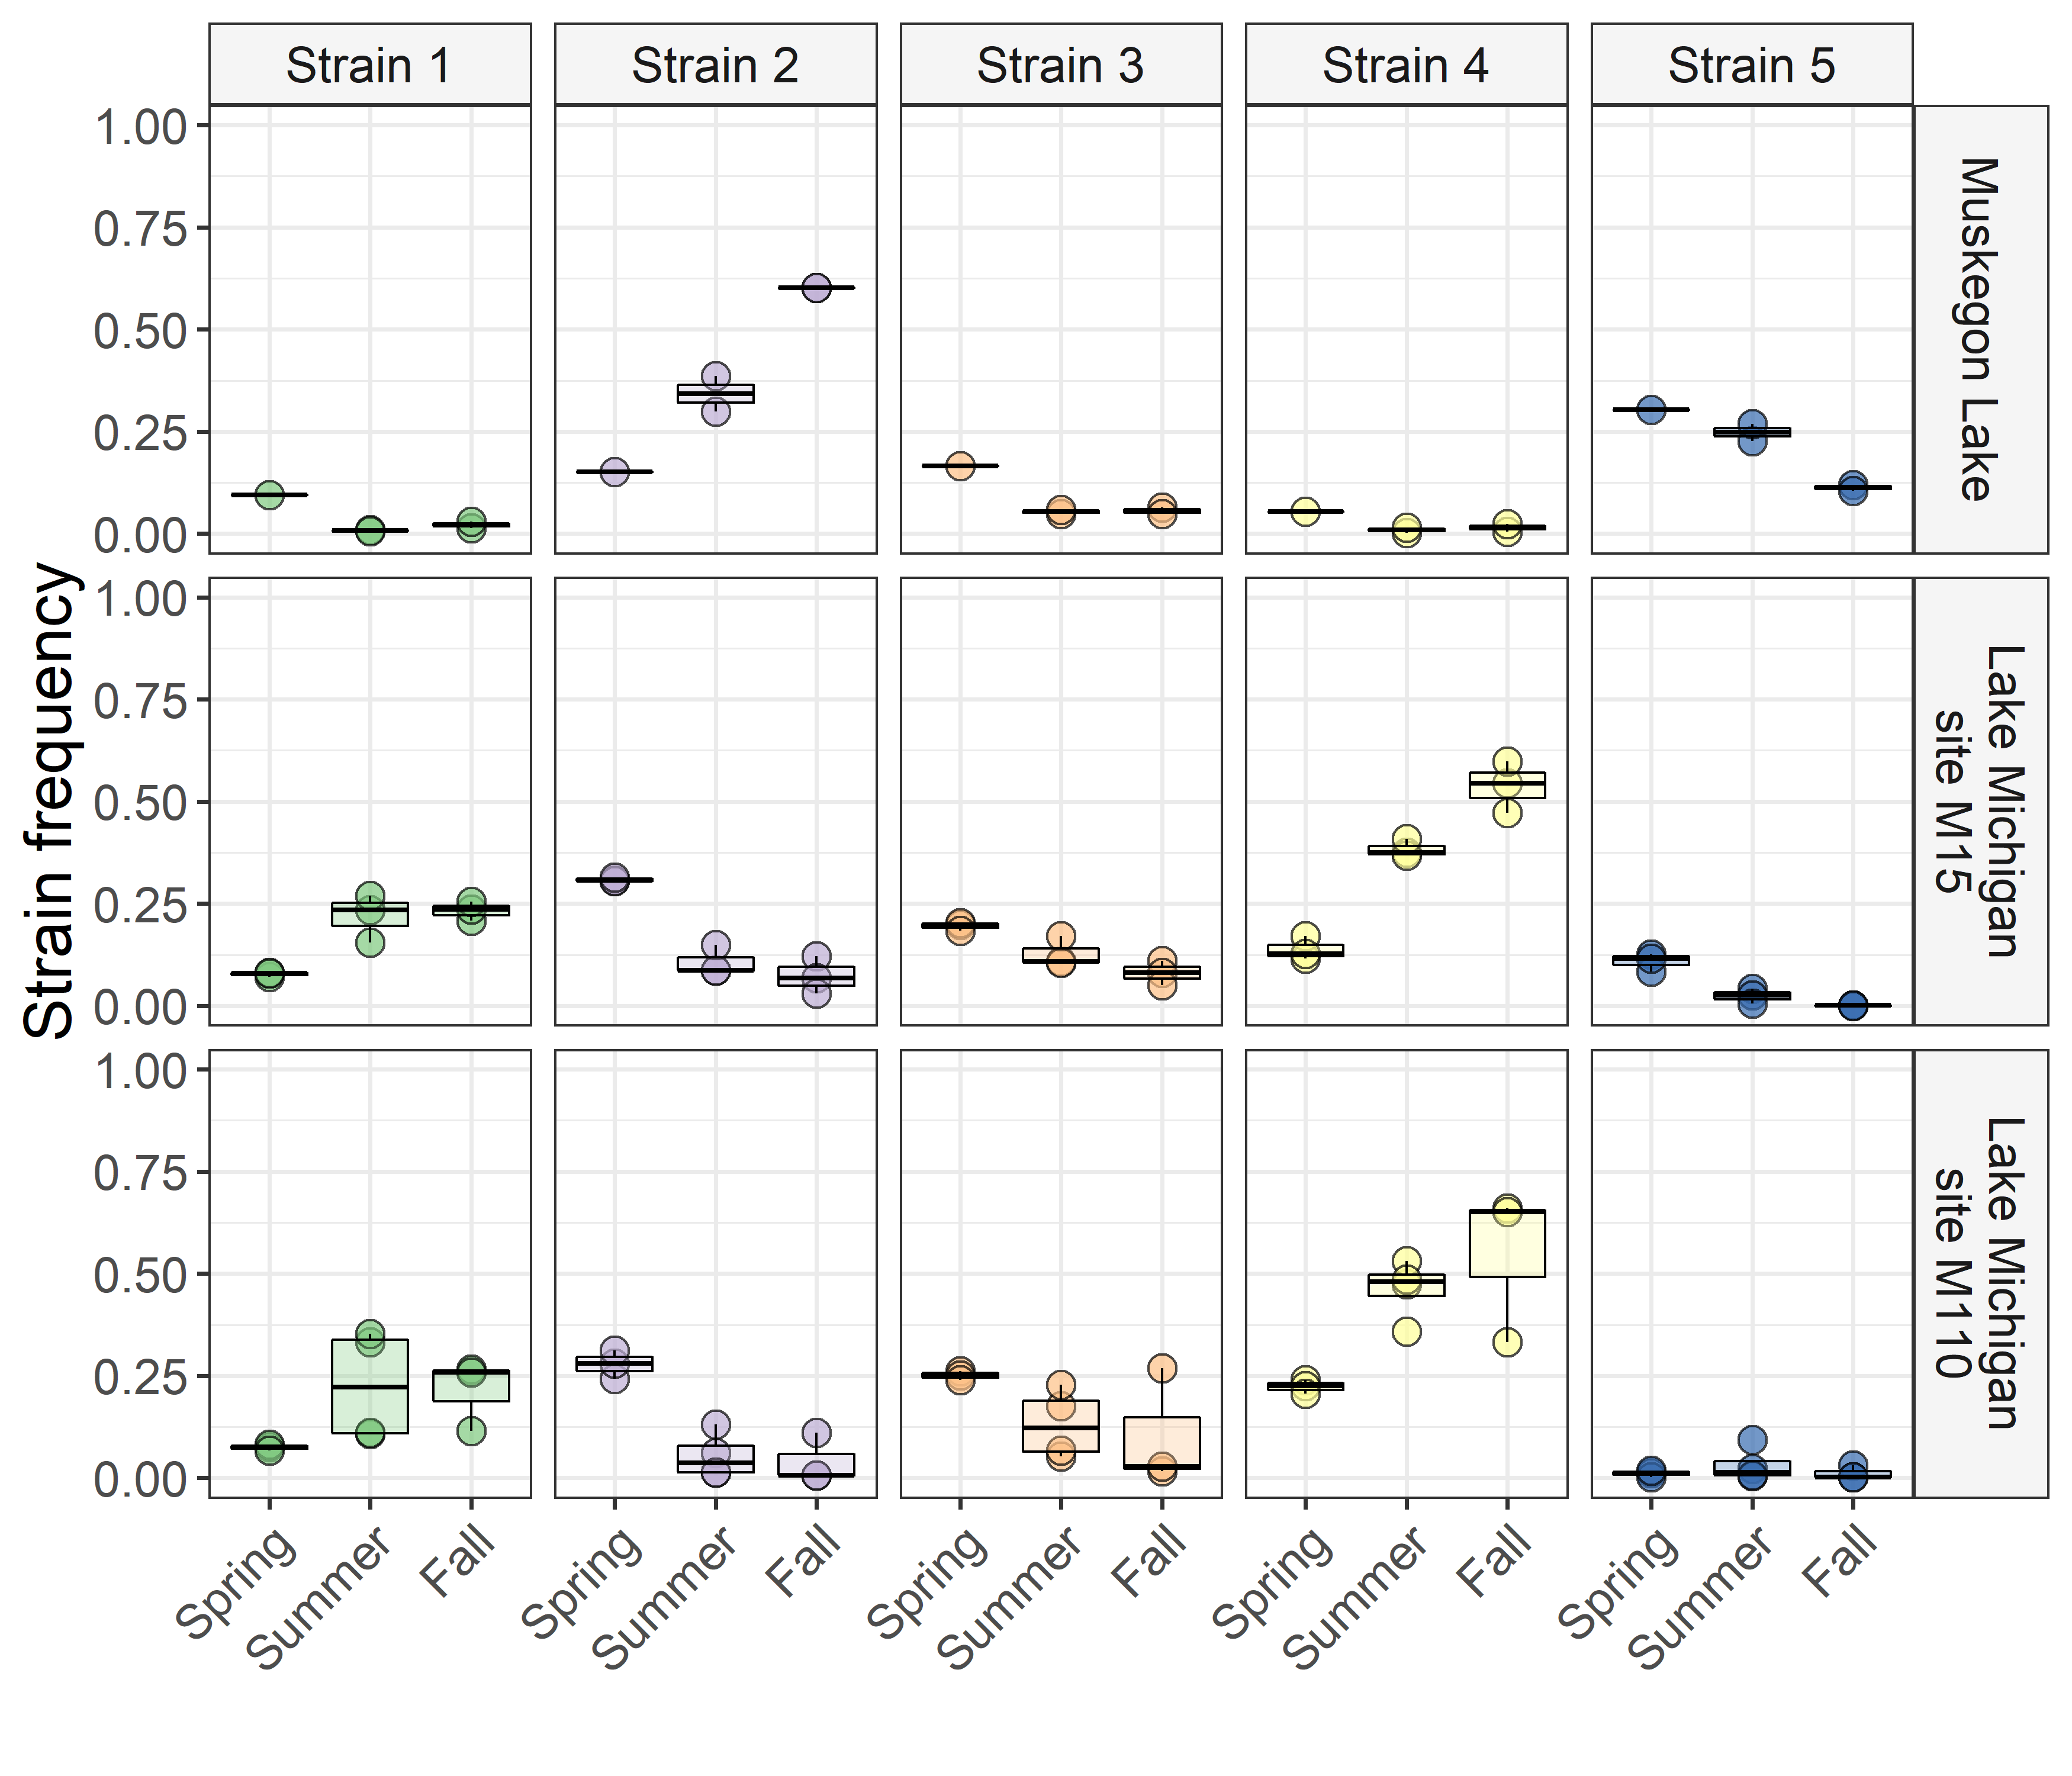 Strain 1
Strain 2
Strain 3
Strain 4
Strain 5
Strain frequency
1.00
0.75
0.50
0.25
0.00
Muskegon Lake
1.00
0.75
0.50
0.25
0.00
Lake Michigan
site M15
1.00
0.75
0.50
0.25
0.00
Lake Michigan
site M110
Spring
Summer
Fall
Spring
Summer
Fall
Spring
Summer
Fall
Spring
Summer
Fall
Spring
Summer
Fall